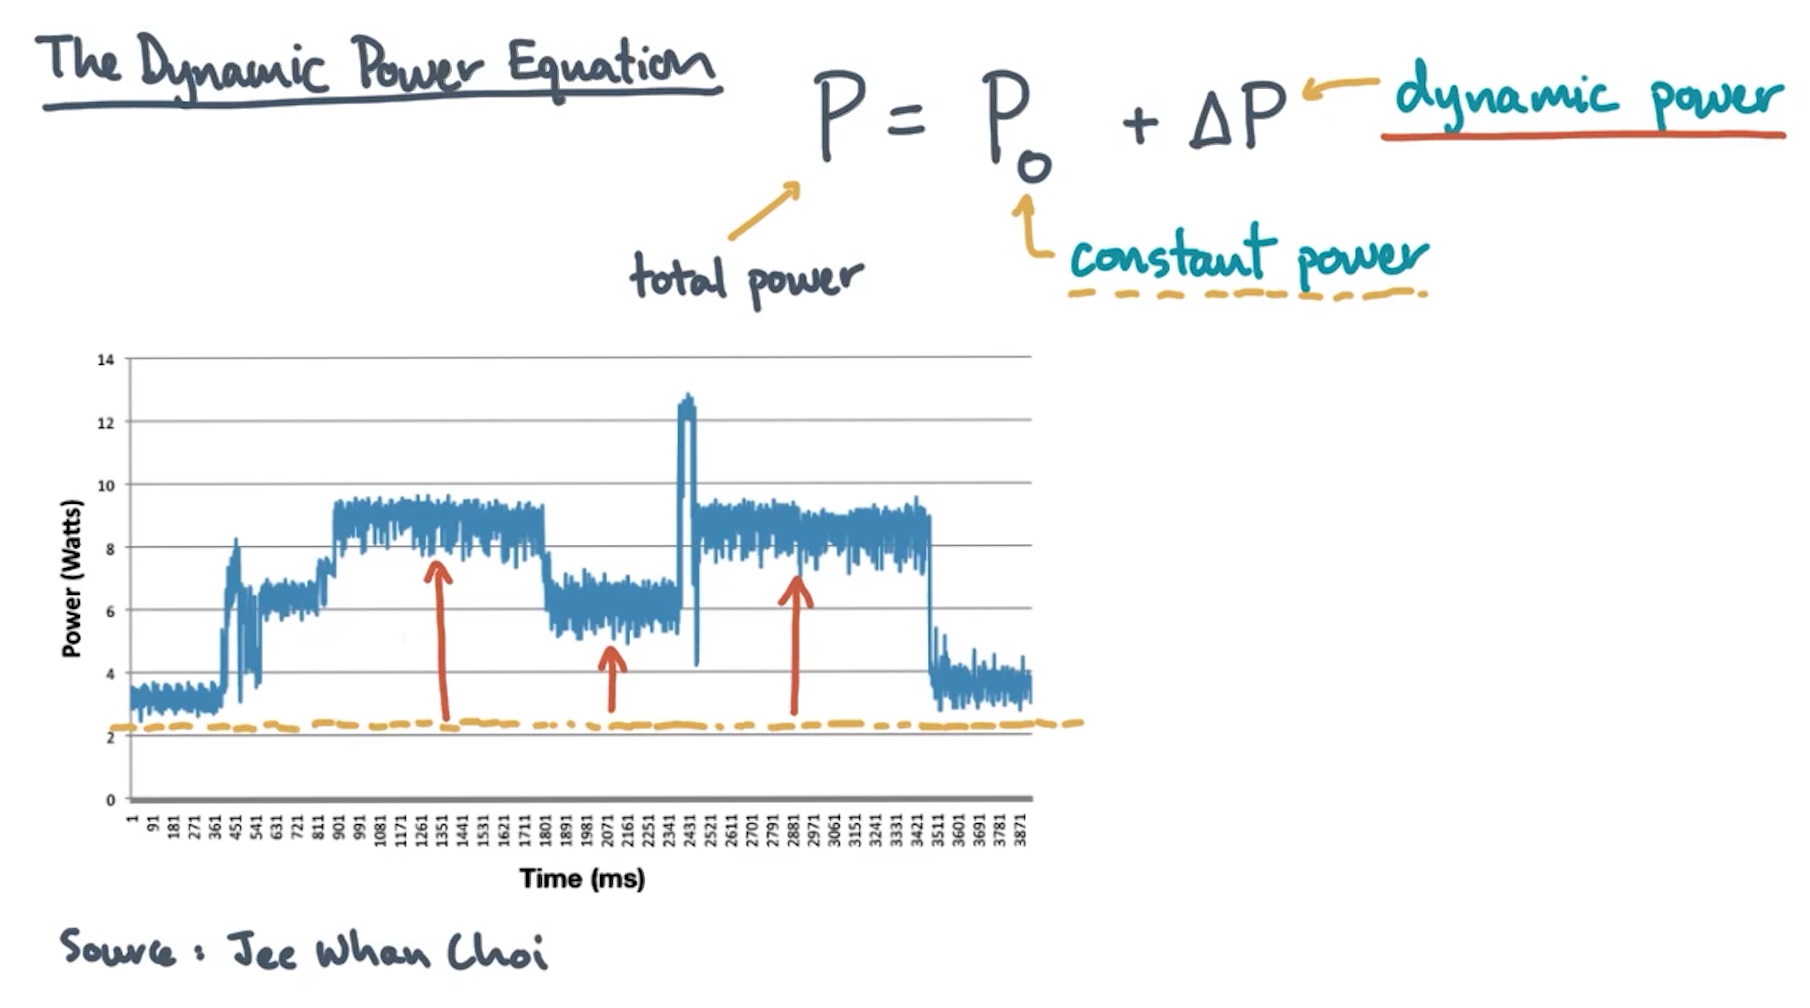 The Dynamic Power Equation
P = P0 + ΔP
dynamic power
total power
constant power
14
12
10
8
6
4
2
0
Power (Watts)
1 91 181 271 361 451 541 631 721 811 901 991 1081 1171 1261 1351 1441 1531 1621 1711 1801 1891 1981 2071 2161 2251 2341 2431 2521 2611 2701 2791 2881 2971 3061 3151 3241 3331 3421 3511 3601 3691 3781 3871
Time (ms)
Source: Jee Whan Choi